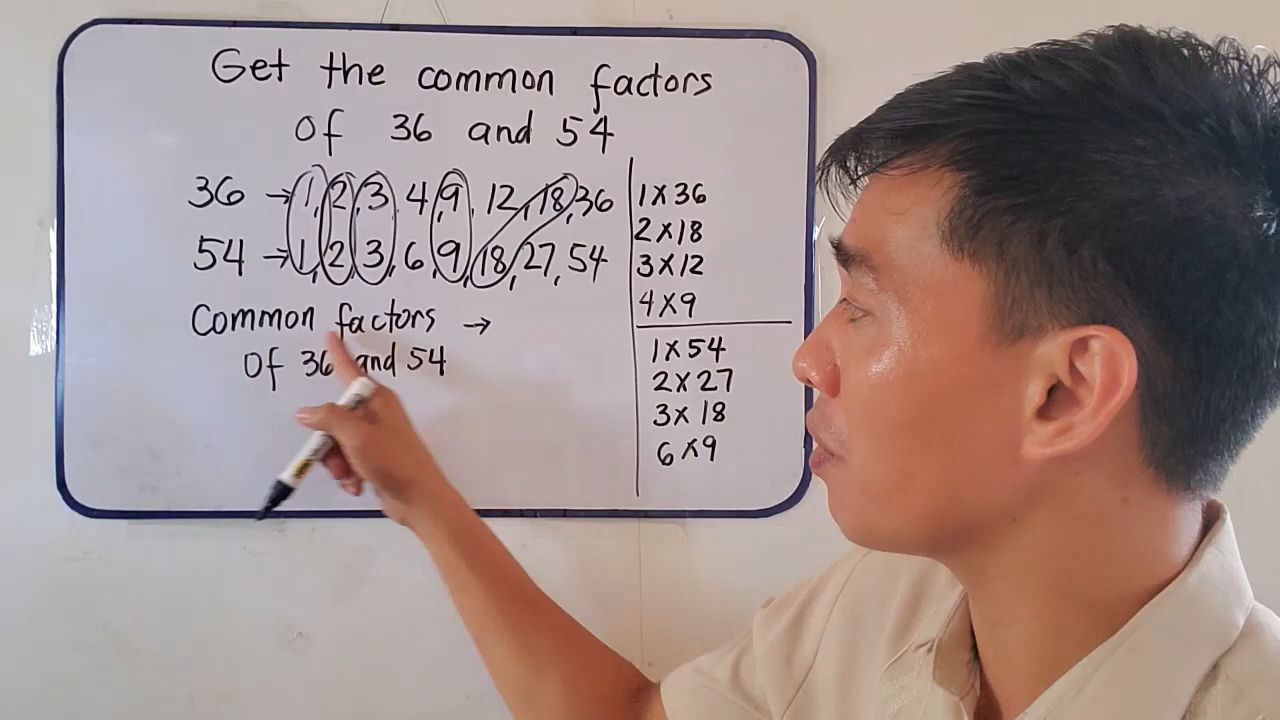 Get the common factors
of 36 and 54
36 → 1, 2, 3, 4, 9, 12, 18, 36
54 → 1, 2, 3, 6, 9, 18, 27, 54
Common factors →
of 36 and 54
1 x 36
2 x 18
3 x 12
4 x 9
1 x 54
2 x 27
3 x 18
6 x 9